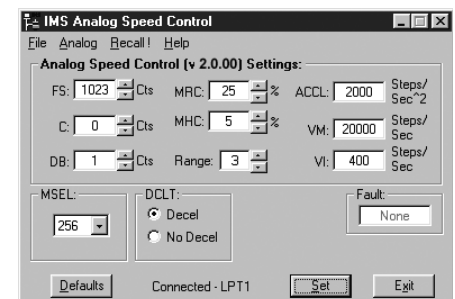 IMS Analog Speed Control
File Analog Recall! Help
Analog Speed Control (v 2.0.00) Settings:
FS: 1023 Cts MRC: 25 % ACCL: 2000 Steps/Sec^2
C: 0 Cts MHC: 5 % VM: 20000 Steps/Sec
DB: 1 Cts Range: 3 VI: 400 Steps/Sec
MSEL: DCLT: Fault:
256 Decel None
No Decel
Defaults Connected - LPT1 Set Exit